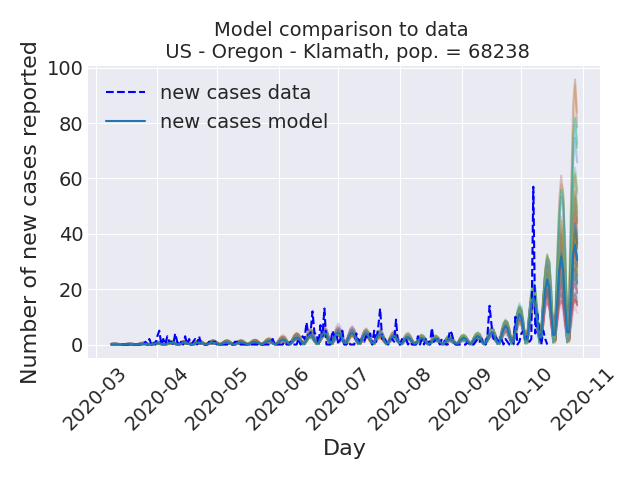 Model comparison to data
US - Oregon - Klamath, pop. = 68238
Number of new cases reported
100
80
60
40
20
0
new cases data
new cases model
2020-03
2020-04
2020-05
2020-06
2020-07
2020-08
2020-09
2020-10
2020-11
Day